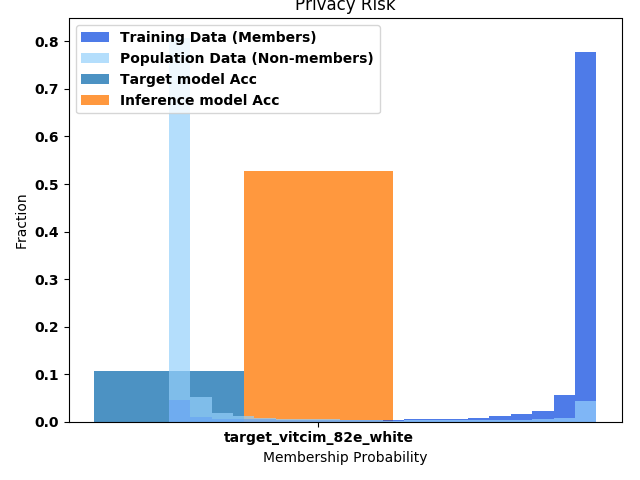 Privacy Risk
Training Data (Members)
Population Data (Non-members)
Target model Acc
Inference model Acc
0.8
0.7
0.6
0.5
0.4
0.3
0.2
0.1
0.0
Fraction
target_vitcim_82e_white
Membership Probability